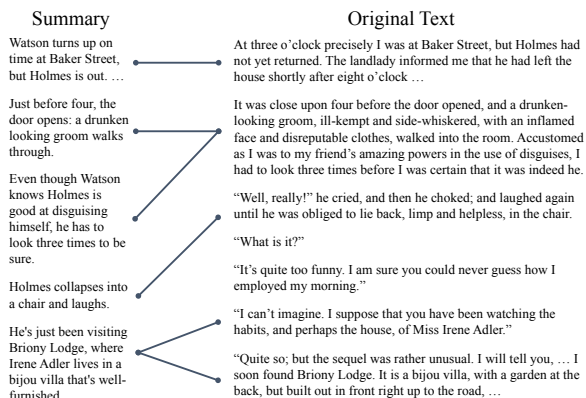 Summary
Watson turns up on
time at Baker Street,
but Holmes is out. …
Just before four, the
door opens: a drunken
looking groom walks
through.
Even though Watson
knows Holmes is
good at disguising
himself, he has to
look three times to be
sure.
Holmes collapses into
a chair and laughs.
He's just been visiting
Briony Lodge, where
Irene Adler lives in a
bijou villa that's well-
furnished
Original Text
At three o’clock precisely I was at Baker Street, but Holmes had
not yet returned. The landlady informed me that he had left the
house shortly after eight o’clock …
It was close upon four before the door opened, and a drunken-
looking groom, ill-kempt and side-whiskered, with an inflamed
face and disreputable clothes, walked into the room. Accustomed
as I was to my friend’s amazing powers in the use of disguises, I
had to look three times before I was certain that it was indeed he.
“Well, really!” he cried, and then he choked; and laughed again
until he was obliged to lie back, limp and helpless, in the chair.
“What is it?”
“It’s quite too funny. I am sure you could never guess how I
employed my morning.”
“I can’t imagine. I suppose that you have been watching the
habits, and perhaps the house, of Miss Irene Adler.”
“Quite so; but the sequel was rather unusual. I will tell you, … I
soon found Briony Lodge. It is a bijou villa, with a garden at the
back, but built out in front right up to the road, …